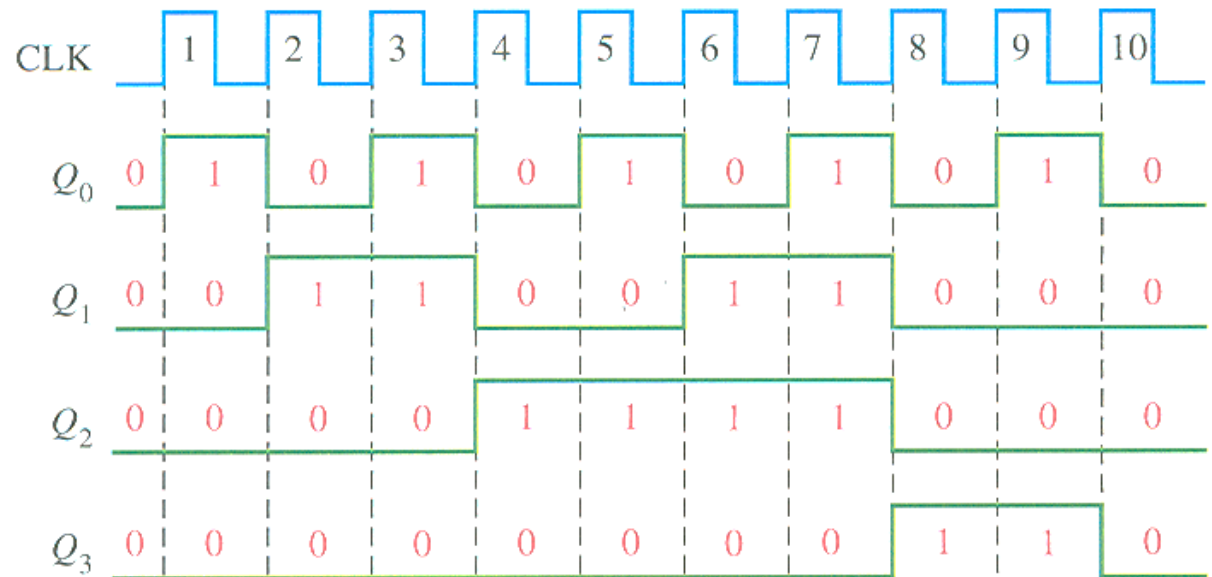 CLK 1 2 3 4 5 6 7 8 9 10
Q0 0 1 0 1 0 1 0 1 0 1 0
Q1 0 0 1 1 0 0 1 1 0 0 0
Q2 0 0 0 0 1 1 1 1 0 0 0
Q3 0 0 0 0 0 0 0 0 1 1 0